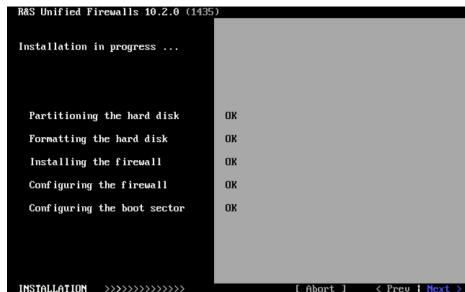 R&S Unified Firewalls 10.2.0 (1435)
Installation in progress ...
Partitioning the hard disk OK
Formatting the hard disk OK
Installing the firewall OK
Configuring the firewall OK
Configuring the boot sector OK
INSTALLATION >>>>>>>>>>>>>> [ Abort ] < Prev | Next >